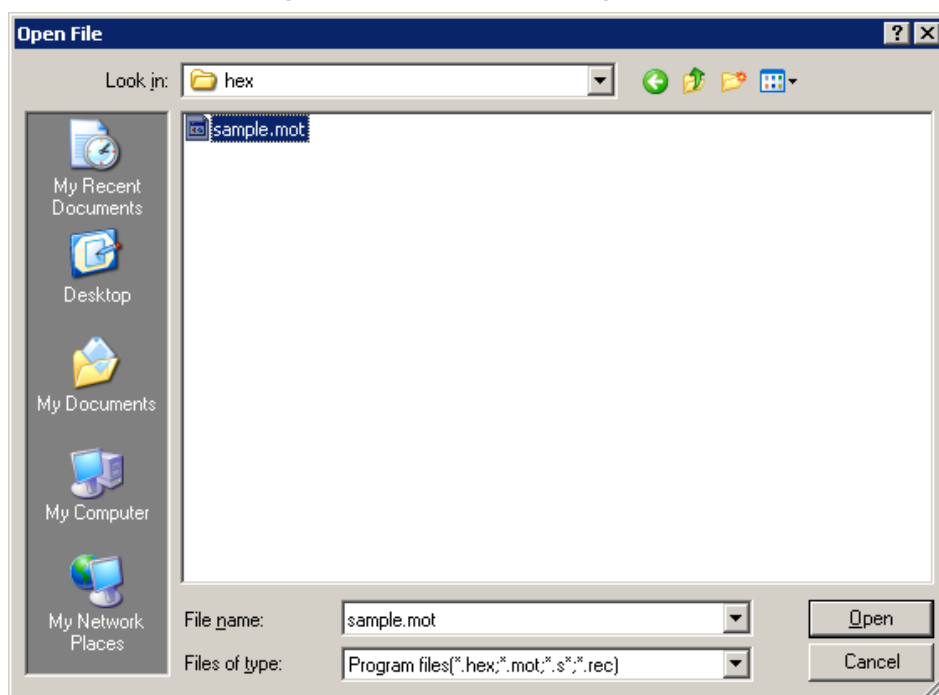 Open File
Look in:
hex
sample.mot
My Recent
Documents
Desktop
My Documents
My Computer
My Network
Places
File name:
sample.mot
Open
Files of type:
Program files(*.hex;*.mot;*.s*;*.rec)
Cancel